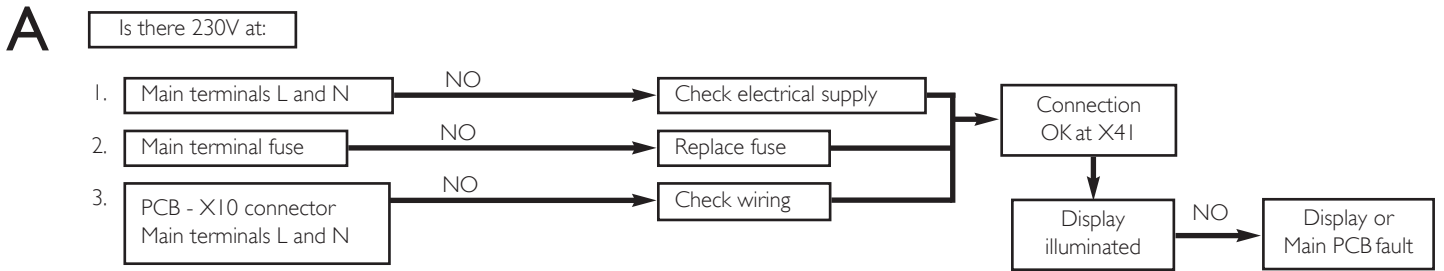 A
Is there 230V at:
1. Main terminals L and N
NO
Check electrical supply
2. Main terminal fuse
NO
Replace fuse
3. PCB - X10 connector
Main terminals L and N
NO
Check wiring
Connection
OK at X41
Display
illuminated
NO
Display or
Main PCB fault